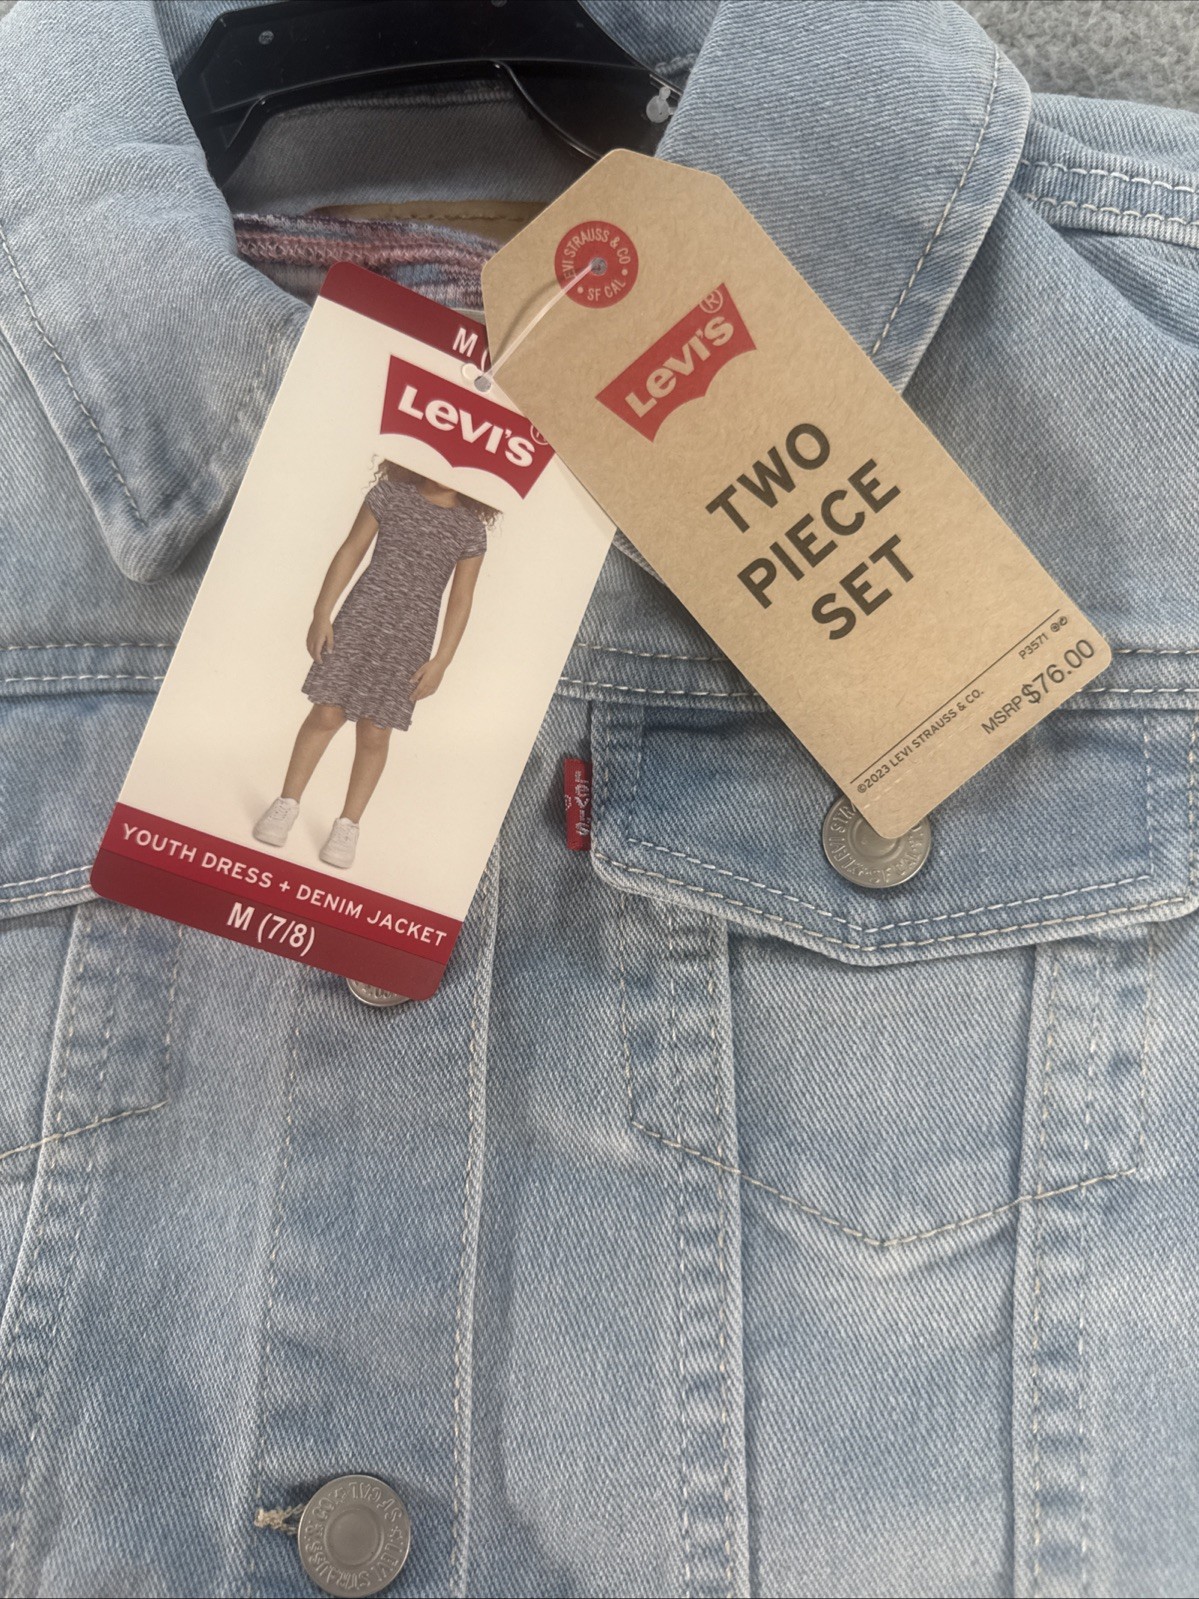 M (
LEVI'S®
YOUTH DRESS + DENIM JACKET
M (7/8)
LEVI STRAUSS & CO
• SF CAL •
LEVI'S®
TWO
PIECE
SET
P3571
©2023 LEVI STRAUSS & CO.
MSRP $76.00
LEVI'S